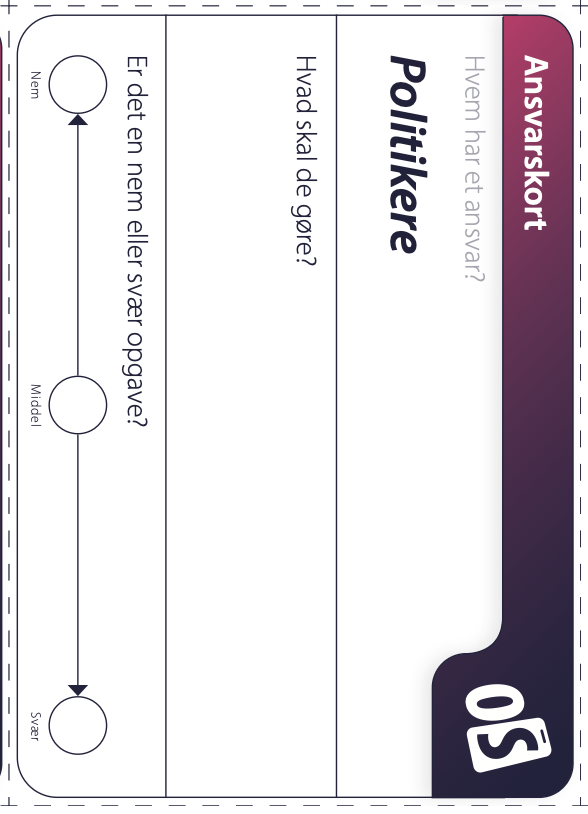 Ansvarskort
OS
Hvem har et ansvar?
Politikere
Hvad skal de gøre?
Er det en nem eller svær opgave?
Nem
Middel
Svær